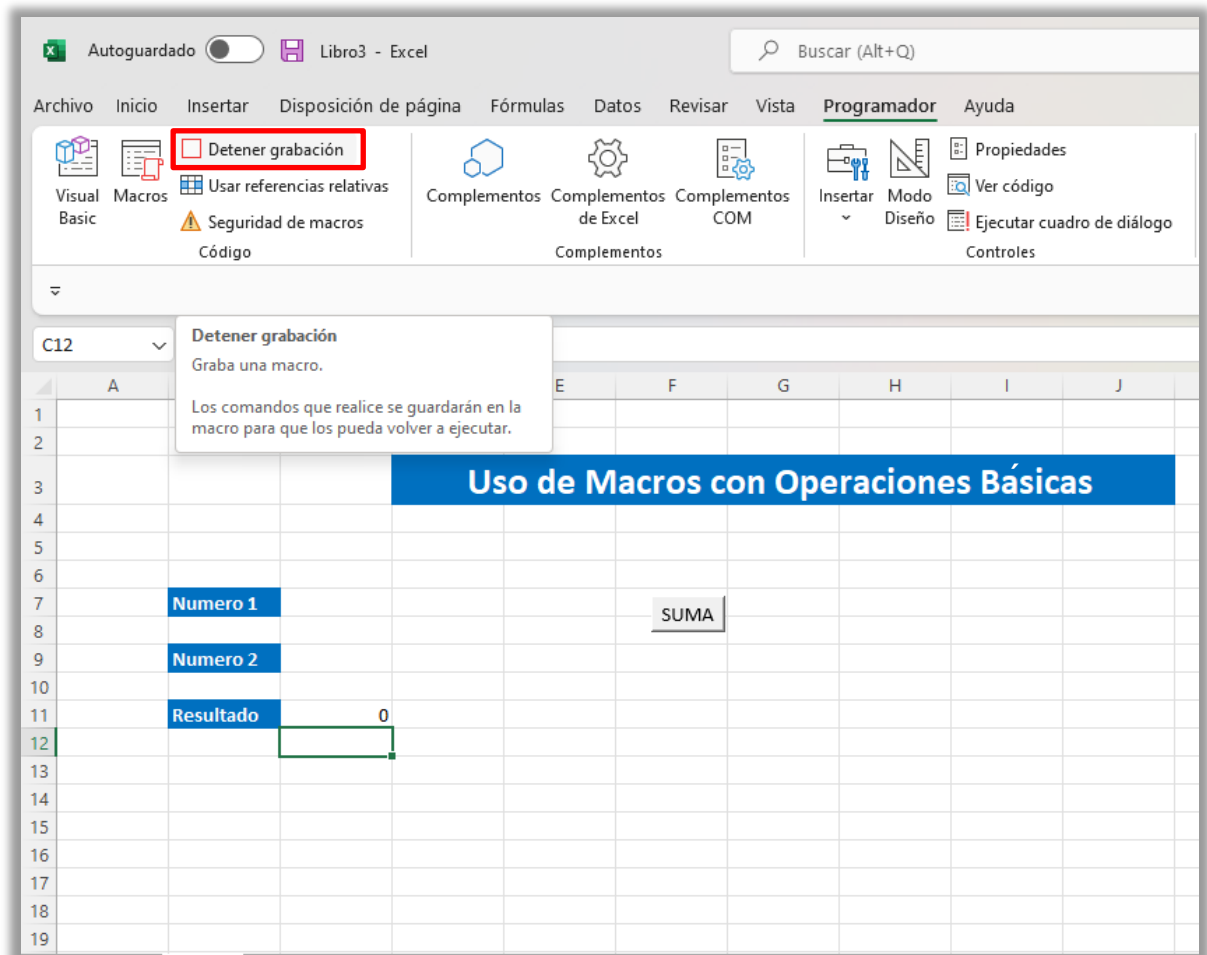 Autoguardado Libro3 - Excel Buscar (Alt+Q)
Archivo Inicio Insertar Disposición de página Fórmulas Datos Revisar Vista Programador Ayuda
Visual Basic
Macros
Detener grabación
Usar referencias relativas
Seguridad de macros
Código
Complementos
Complementos de Excel
Complementos COM
Complementos
Insertar
Modo Diseño
Propiedades
Ver código
Ejecutar cuadro de diálogo
Controles
C12
Detener grabación
Graba una macro.
Los comandos que realice se guardarán en la
macro para que los pueda volver a ejecutar.
A E F G H I J
1
2
3 Uso de Macros con Operaciones Básicas
4
5
6
7 Numero 1
SUMA
8
9 Numero 2
10
11 Resultado 0
12
13
14
15
16
17
18
19